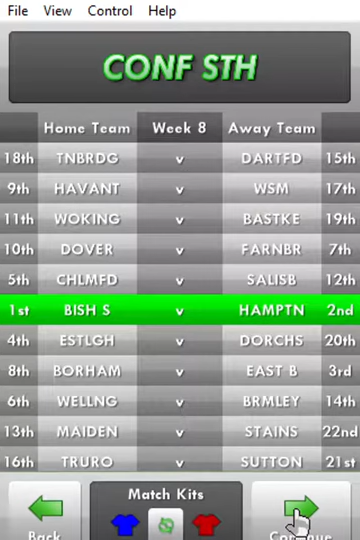 File View Control Help
CONF STH
Home Team Week 8 Away Team
18th TNBRDG v DARTFD 15th
9th HAVANT v WSM 17th
11th WOKING v BASTKE 19th
10th DOVER v FARNBR 7th
5th CHLMFD v SALISB 12th
1st BISH S v HAMPTN 2nd
4th ESTLGH v DORCHS 20th
8th BORHAM v EAST B 3rd
6th WELLNG v BRMLEY 14th
13th MAIDEN v STAINS 22nd
16th TRURO v SUTTON 21st
Match Kits
Back Continue